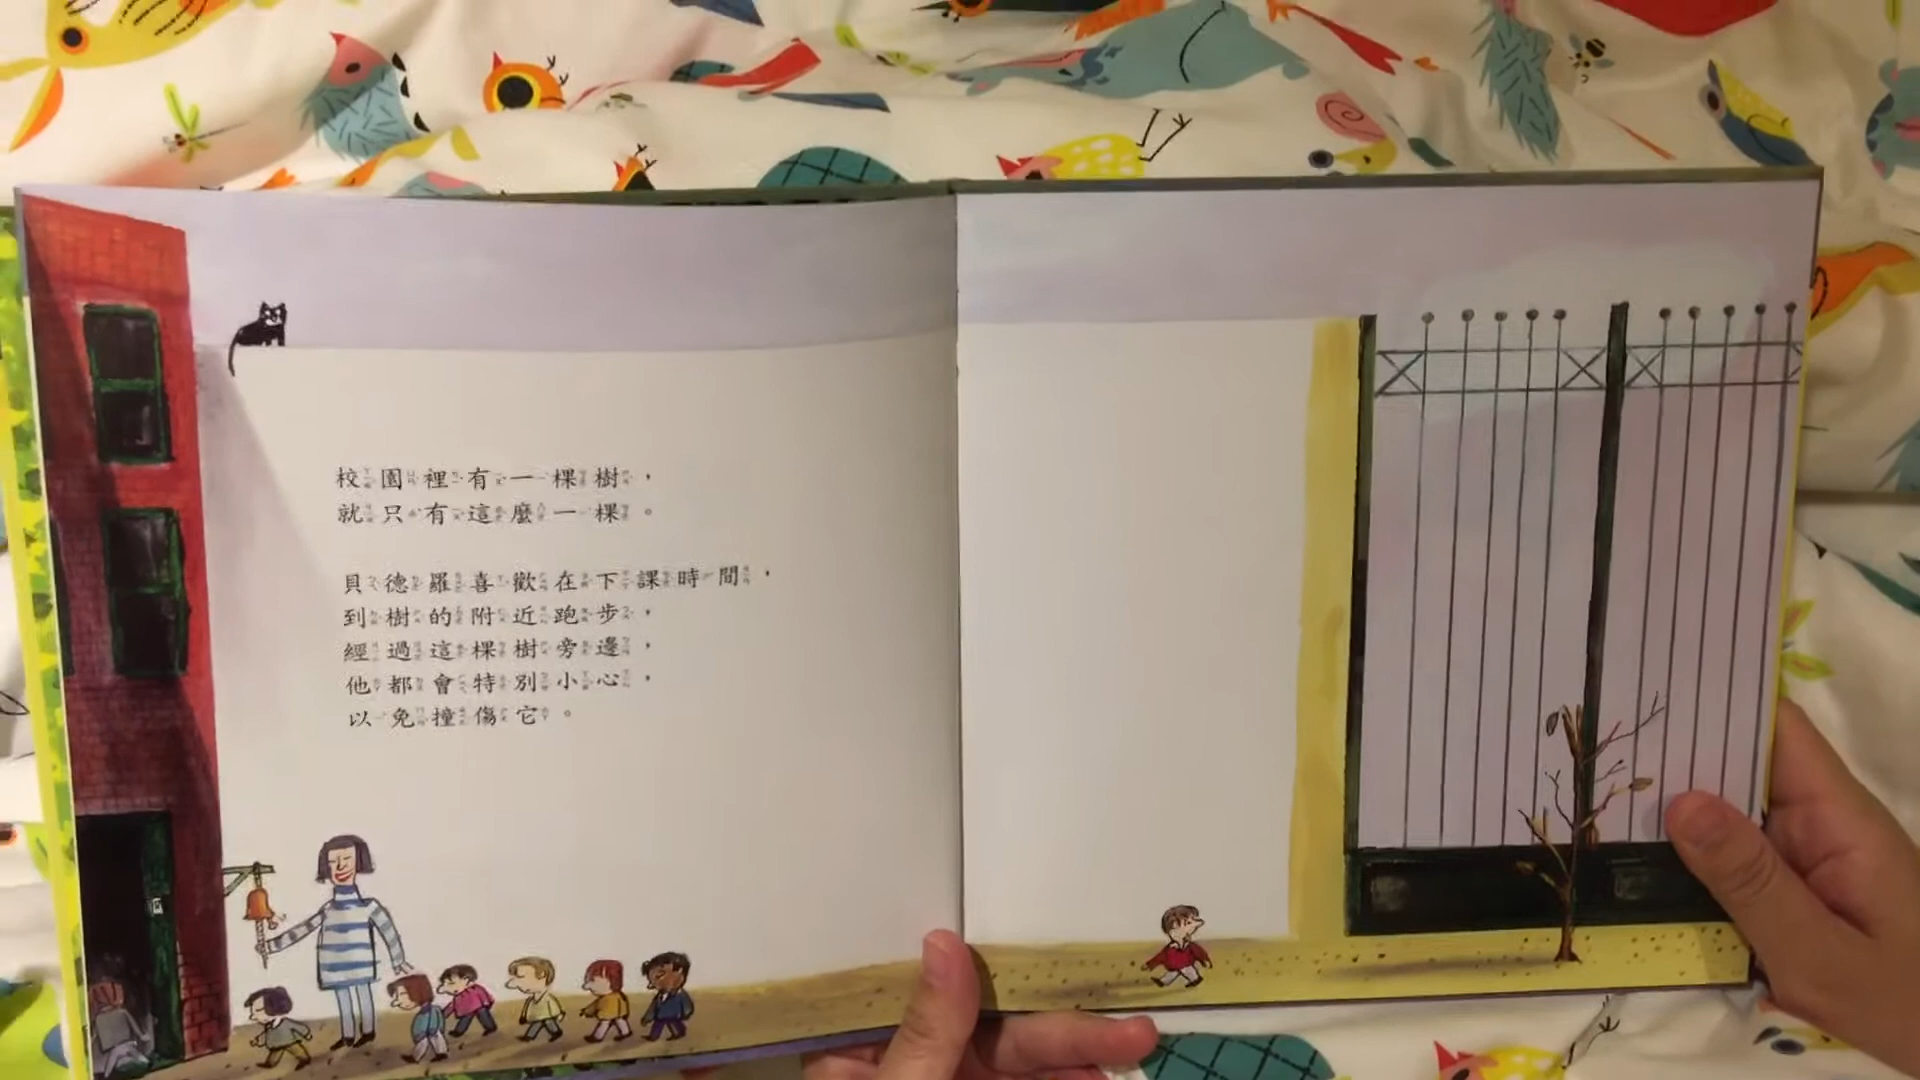 校園裡有一棵樹，
就只有這麼一棵。
貝德羅喜歡在下課時間，
到樹的附近跑步，
經過這棵樹旁邊，
他都會特別小心，
以免撞傷它。